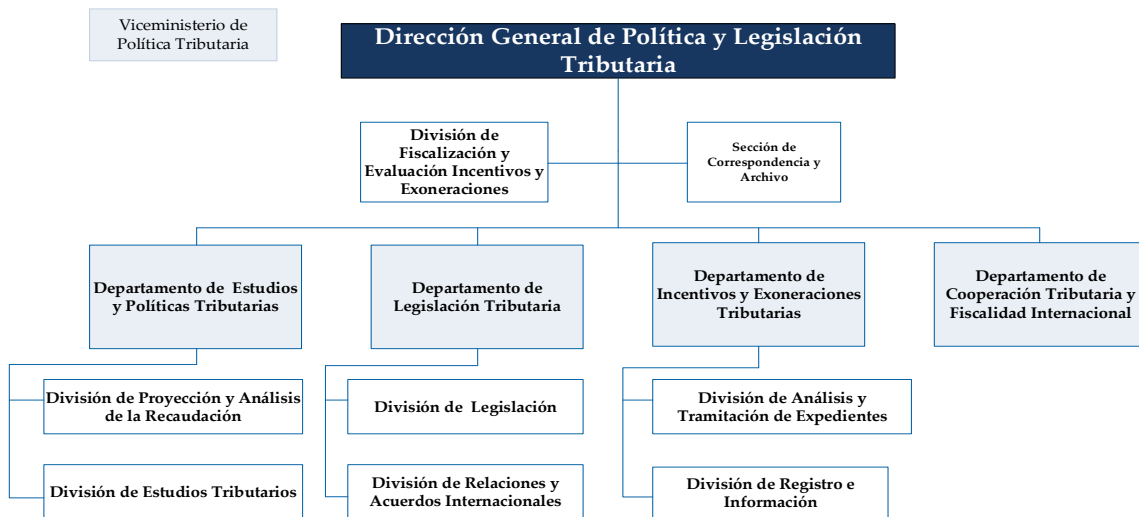 Viceministerio de
Política Tributaria
Dirección General de Política y Legislación
Tributaria
División de
Fiscalización y
Evaluación Incentivos y
Exoneraciones
Sección de
Correspondencia y
Archivo
Departamento de Estudios
y Políticas Tributarias
Departamento de
Legislación Tributaria
Departamento de
Incentivos y Exoneraciones
Tributarias
Departamento de
Cooperación Tributaria y
Fiscalidad Internacional
División de Proyección y Análisis
de la Recaudación
División de Legislación
División de Análisis y
Tramitación de Expedientes
División de Estudios Tributarios
División de Relaciones y
Acuerdos Internacionales
División de Registro e
Información